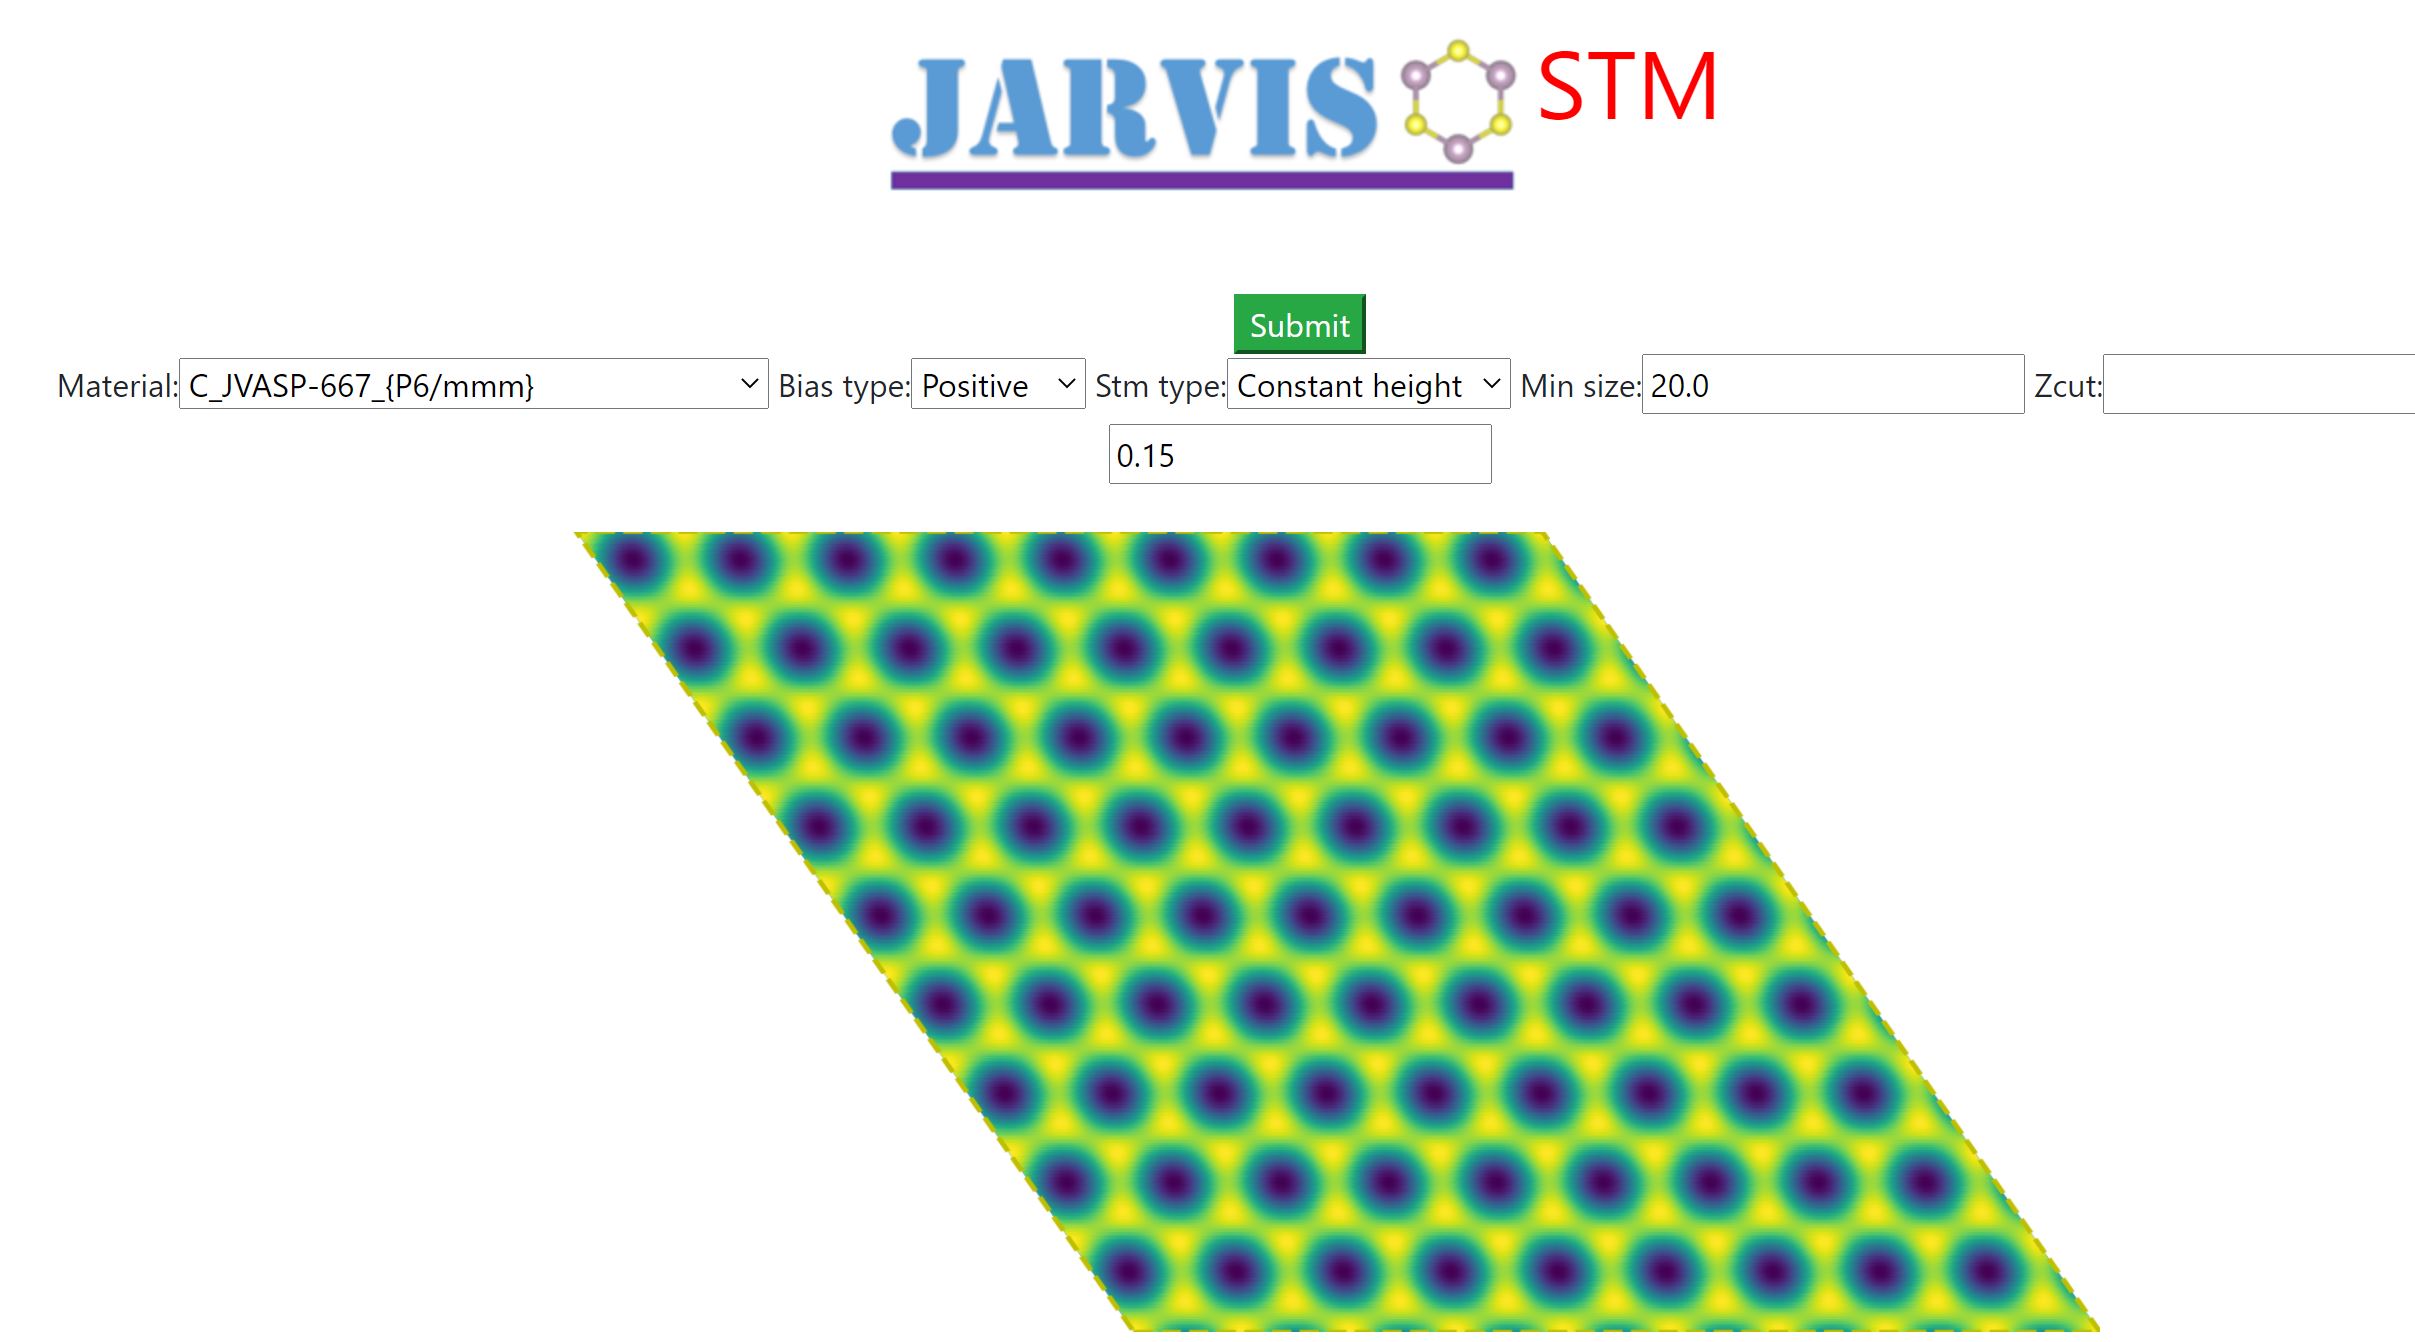 JARVIS STM
Submit
Material: C_JVASP-667_{P6/mmm} Bias type: Positive Stm type: Constant height Min size: 20.0 Zcut:
0.15